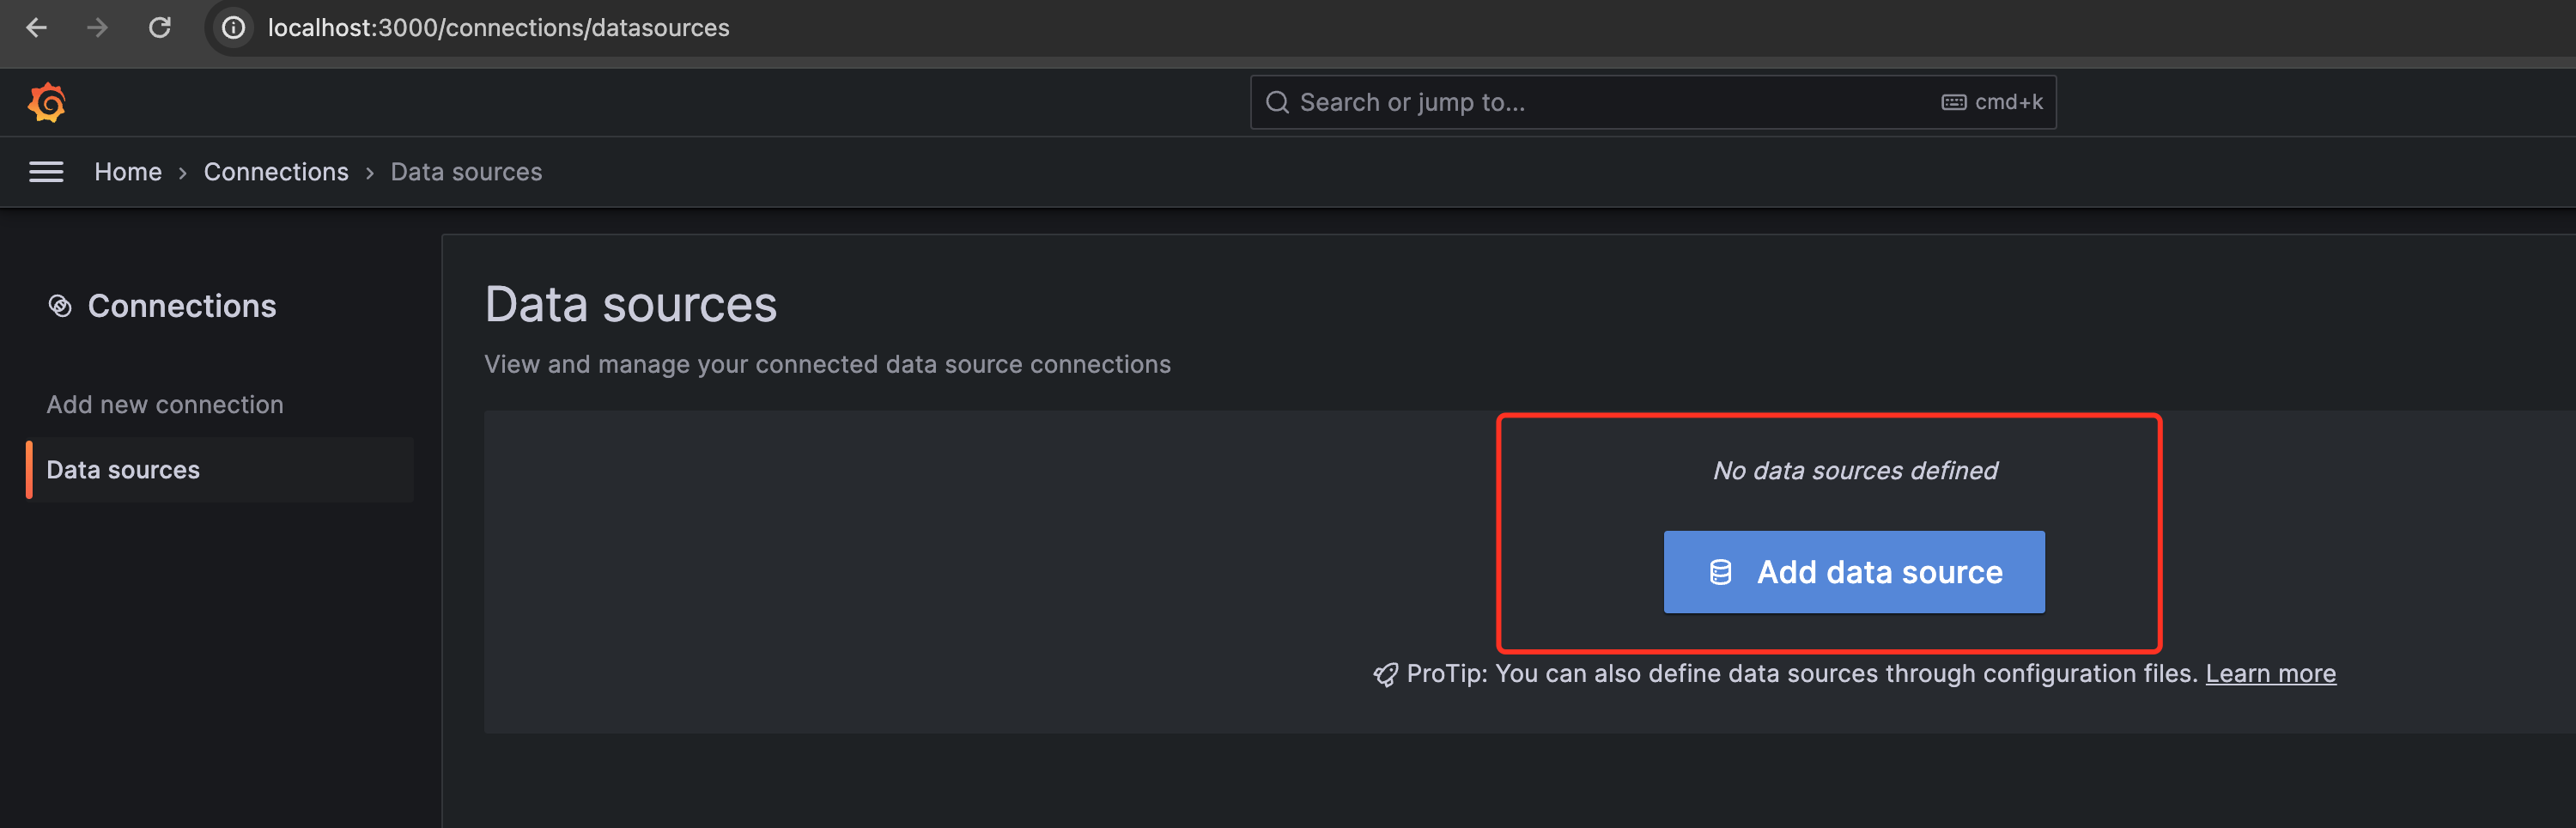 localhost:3000/connections/datasources
Search or jump to...
cmd+k
Home › Connections › Data sources
Connections
Add new connection
Data sources
Data sources
View and manage your connected data source connections
No data sources defined
Add data source
ProTip: You can also define data sources through configuration files. Learn more